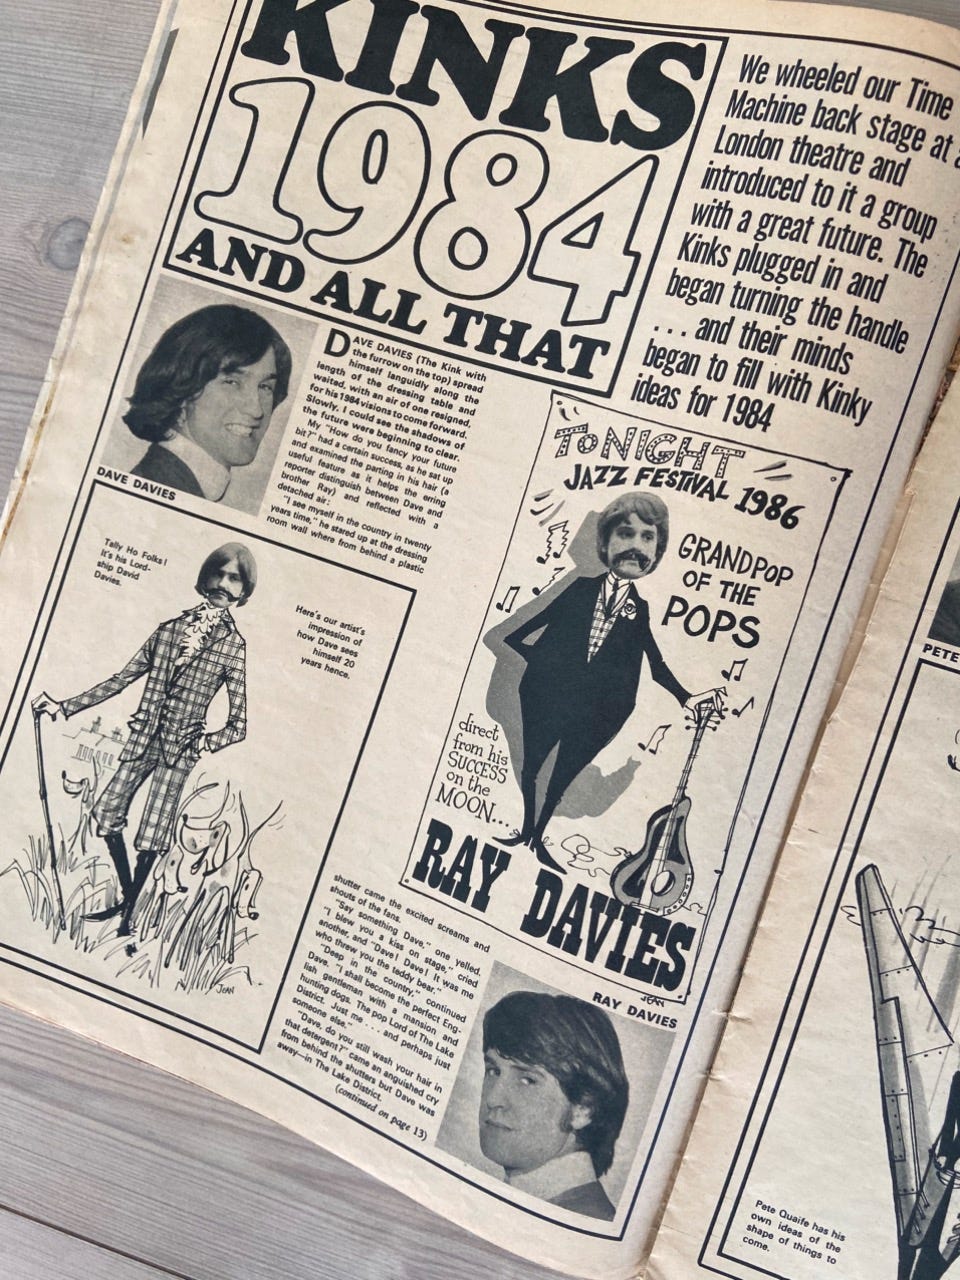 KINKS
1984
AND ALL THAT
We wheeled our Time
Machine back stage at a
London theatre and
introduced to it a group
with a great future. The
Kinks plugged in and
began turning the handle
. . . and their minds
began to fill with Kinky
ideas for 1984
DAVE DAVIES
DAVE DAVIES (The Kink with
the furrow on the top) spread
himself languidly along the
length of the dressing table and
waited, with an air of one resigned,
for his 1984 visions to come forward.
Slowly, I could see the shadows of
the future were beginning to clear.
My "How do you fancy your future
bit?" had a certain success, as he sat up
and examined the parting in his hair (a
useful feature as it helps the erring
reporter distinguish between Dave and
brother Ray) and reflected with a
detached air:
"I see myself in the country in twenty
years time," he stared up at the dressing
room wall where from behind a plastic
Tally Ho Folks!
It's his Lord-
ship David
Davies.
Here's our artist's
impression of
how Dave sees
himself 20
years hence.
JEAN
shutter came the excited screams and
shouts of the fans.
"Say something Dave," one yelled.
"I blew you a kiss on stage," cried
another, and "Dave! Dave! It was me
who threw you the teddy bear."
"Deep in the country," continued
Dave, "I shall become the perfect Eng-
lish gentleman with a mansion and
hunting dogs. The pop Lord of The Lake
District. Just me . . . and perhaps just
someone else."
"Dave, do you still wash your hair in
that detergent?" came an anguished cry
from behind the shutters but Dave was
away—in The Lake District.
(continued on page 13)
TONIGHT
JAZZ FESTIVAL 1986
GRANDPOP
OF THE
POPS
direct
from his
SUCCESS
on the
MOON...
RAY DAVIES
JEAN
RAY DAVIES
PETE
Pete Quaife has his
own ideas of the
shape of things to
come.